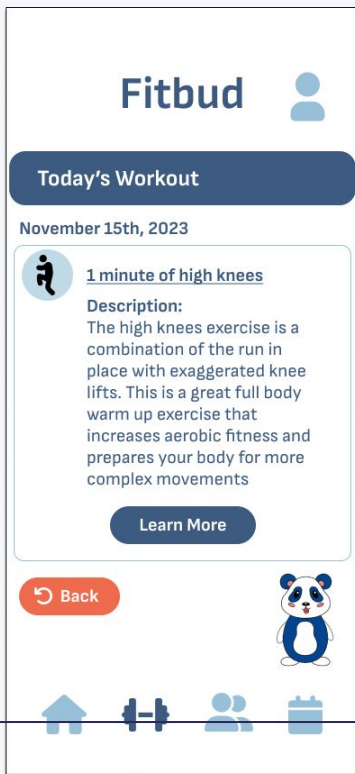 Fitbud
Today's Workout
November 15th, 2023
1 minute of high knees
Description:
The high knees exercise is a
combination of the run in
place with exaggerated knee
lifts. This is a great full body
warm up exercise that
increases aerobic fitness and
prepares your body for more
complex movements
Learn More
Back